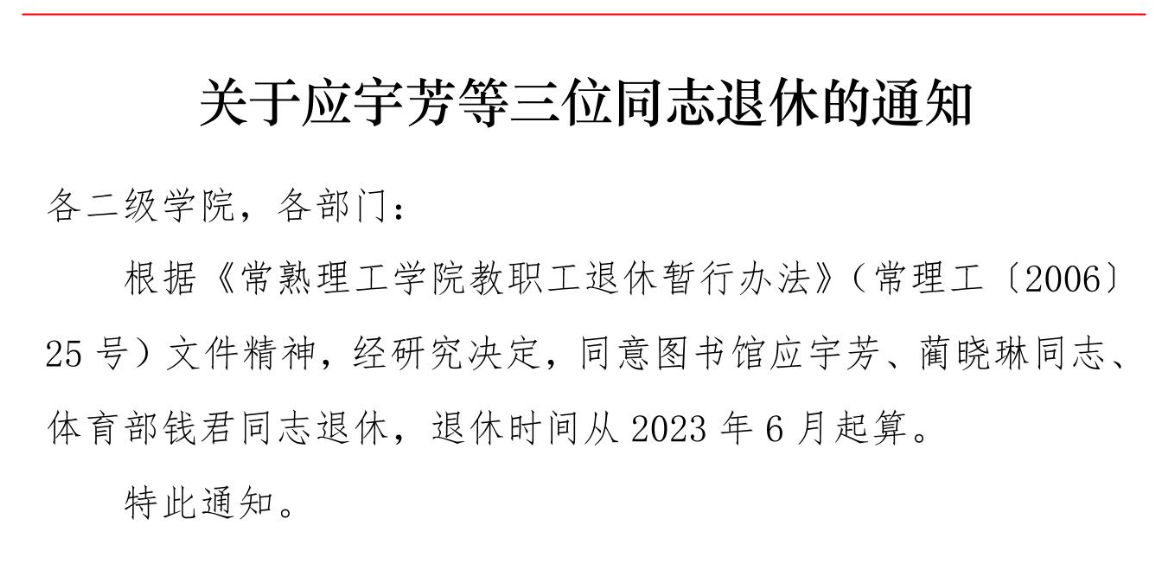 关于应宇芳等三位同志退休的通知
各二级学院，各部门：
根据《常熟理工学院教职工退休暂行办法》（常理工〔2006〕
25 号）文件精神，经研究决定，同意图书馆应宇芳、蔺晓琳同志、
体育部钱君同志退休，退休时间从 2023 年 6 月起算。
特此通知。